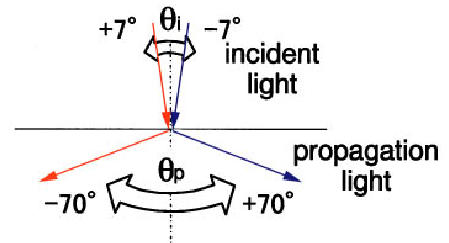 +7° θi −7°
incident
light
propagation
light
θp
−70° +70°